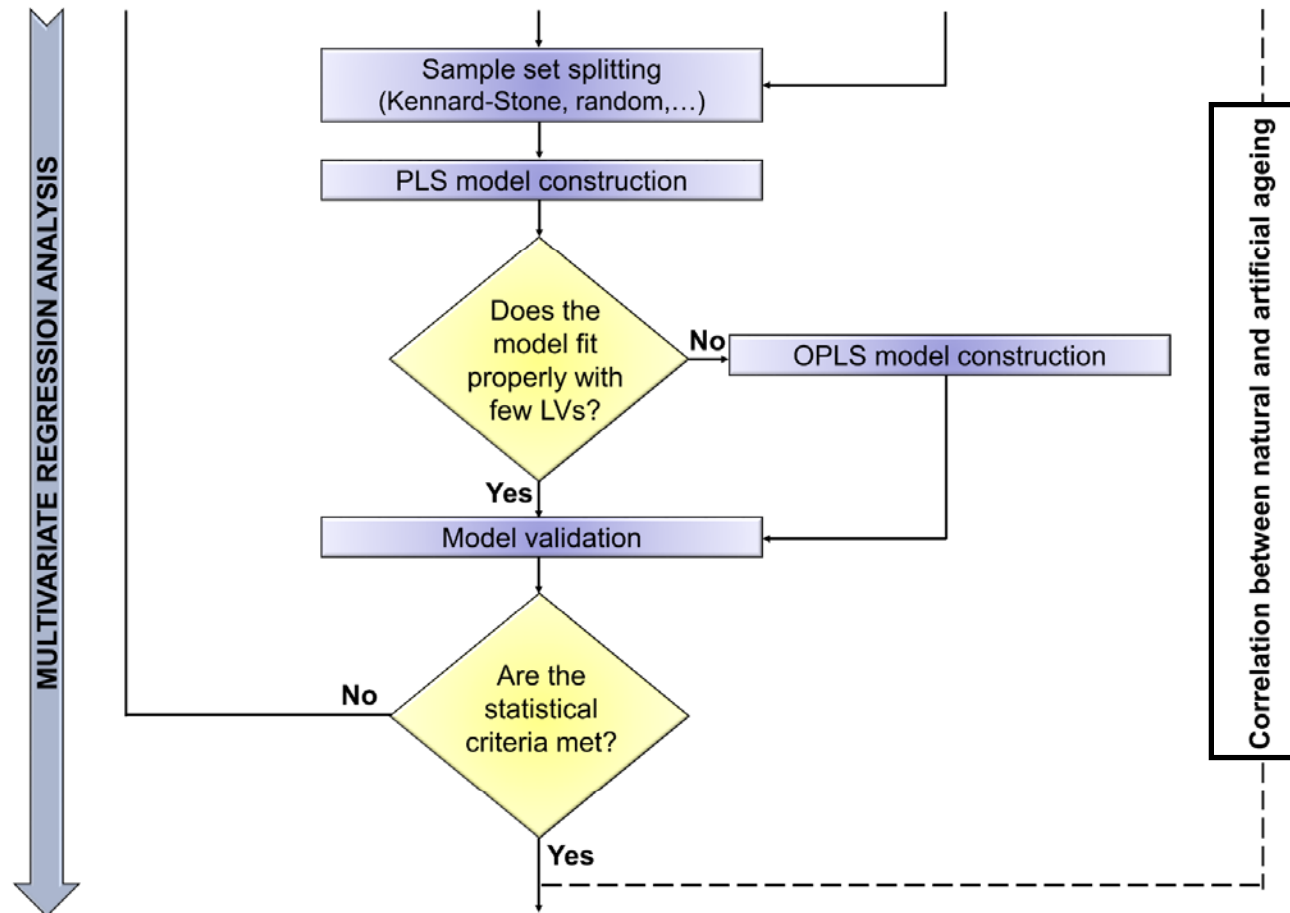 MULTIVARIATE REGRESSION ANALYSIS
Sample set splitting
(Kennard-Stone, random,…)
PLS model construction
Does the
model fit
properly with
few LVs?
No
OPLS model construction
Yes
Model validation
Are the
statistical
criteria met?
No
Yes
Correlation between natural and artificial ageing